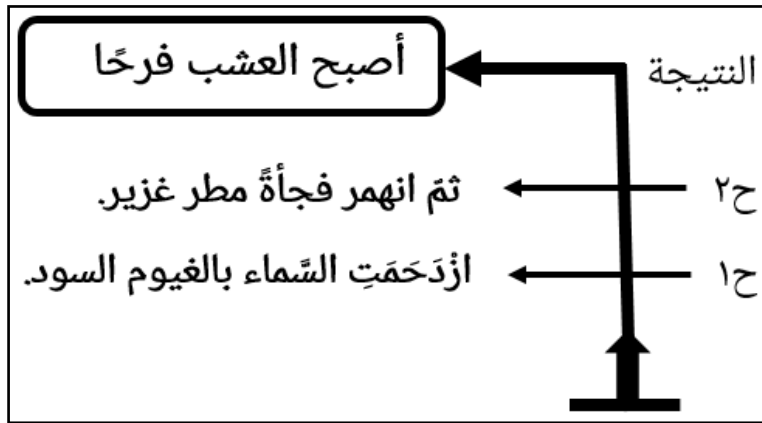 النتيجة أصبح العشب فرحًا
ح٢ ثمّ انهمر فجأةً مطر غزير.
ح١ ازْدَحَمَتِ السَّماء بالغيوم السود.